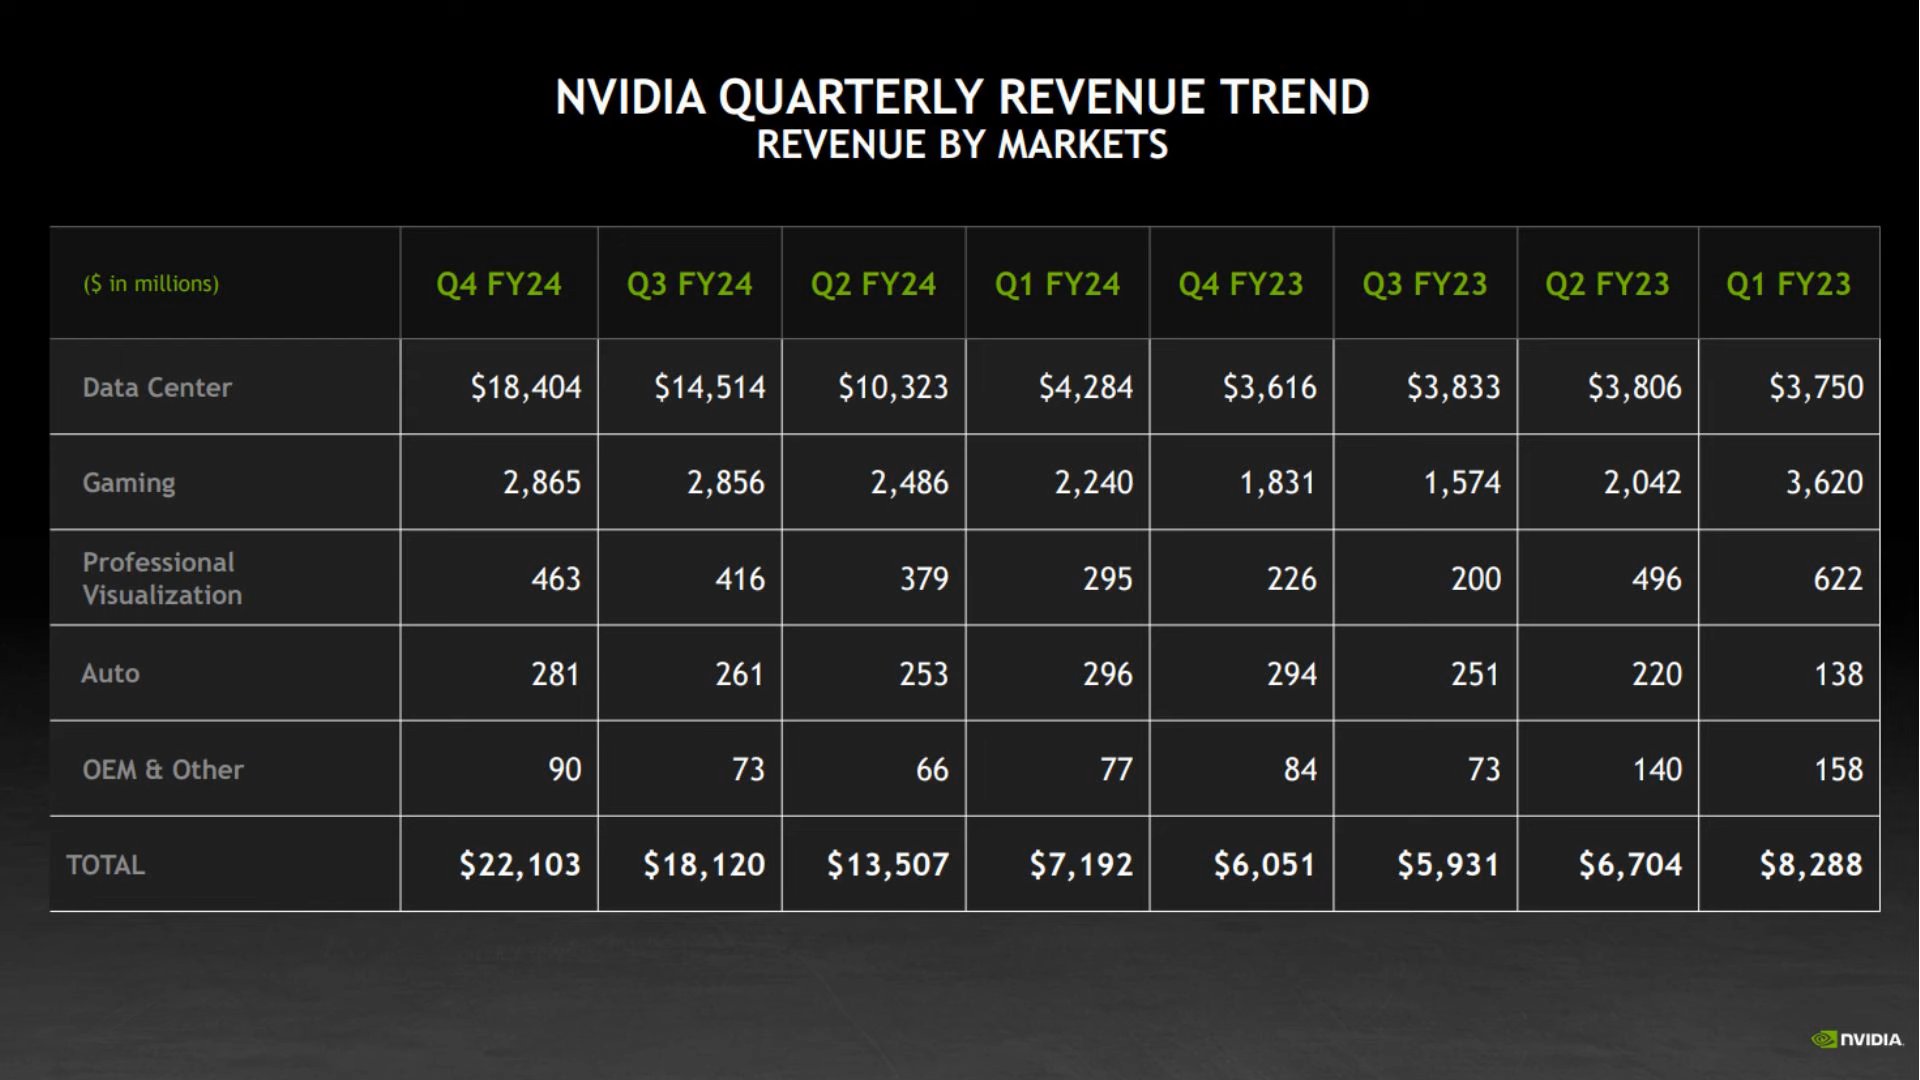 NVIDIA QUARTERLY REVENUE TREND
REVENUE BY MARKETS
($ in millions) Q4 FY24 Q3 FY24 Q2 FY24 Q1 FY24 Q4 FY23 Q3 FY23 Q2 FY23 Q1 FY23
Data Center $18,404 $14,514 $10,323 $4,284 $3,616 $3,833 $3,806 $3,750
Gaming 2,865 2,856 2,486 2,240 1,831 1,574 2,042 3,620
Professional
Visualization 463 416 379 295 226 200 496 622
Auto 281 261 253 296 294 251 220 138
OEM & Other 90 73 66 77 84 73 140 158
TOTAL $22,103 $18,120 $13,507 $7,192 $6,051 $5,931 $6,704 $8,288
NVIDIA